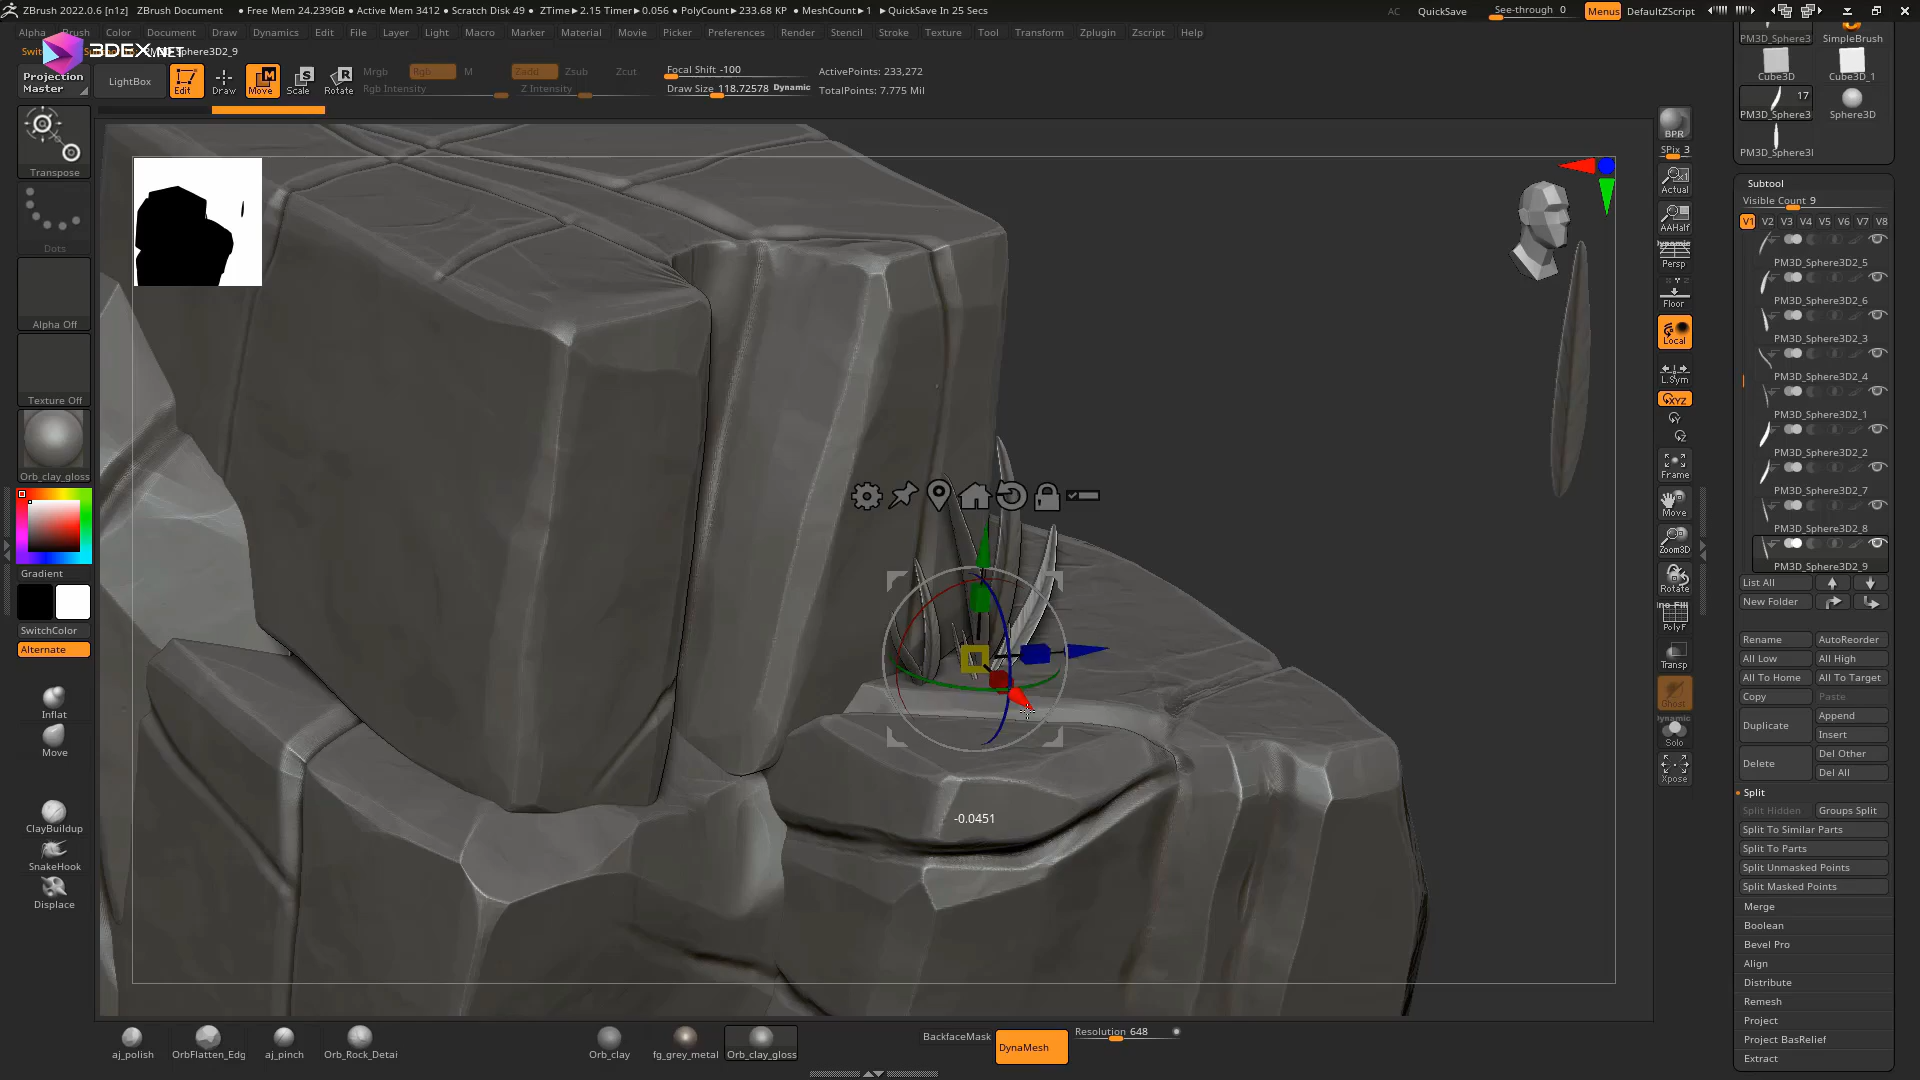 ZBrush 2022.0.6 [n1z] ZBrush Document ● Free Mem 24.239GB ● Active Mem 3412 ● Scratch Disk 49 ● ZTime▶2.15 Timer▶0.056 ● PolyCount▶233.68 KP ● MeshCount▶1 ▶QuickSave In 25 Secs AC QuickSave See-through 0 Menus DefaultZScript
Alpha Brush Color Document Draw Dynamics Edit File Layer Light Macro Marker Material Movie Picker Preferences Render Stencil Stroke Texture Tool Transform Zplugin Zscript Help
3DEX.NET
Projection Master
LightBox
Edit
Draw
Move
Scale
Rotate
Mrgb Rgb M
Rgb Intensity
Zadd Zsub Zcut
Z Intensity
Focal Shift -100
Draw Size 118.72578 Dynamic
ActivePoints: 233,272
TotalPoints: 7.775 Mil
Transpose
Dots
Alpha Off
Texture Off
Orb_clay_gloss
Gradient
SwitchColor
Alternate
Inflat
Move
ClayBuildup
SnakeHook
Displace
-0.0451
BPR
SPix 3
Actual
AAHalf
Dynamic
Persp
Floor
Local
L.Sym
XYZ
Frame
Move
Zoom3D
Rotate
PolyF
Transp
Ghost
Dynamic
Solo
Xpose
SimpleBrush
Cube3D Cube3D_1
17
PM3D_Sphere3 Sphere3D
Subtool
Visible Count 9
V1 V2 V3 V4 V5 V6 V7 V8
PM3D_Sphere3D2_5
PM3D_Sphere3D2_6
PM3D_Sphere3D2_3
PM3D_Sphere3D2_4
PM3D_Sphere3D2_1
PM3D_Sphere3D2_2
PM3D_Sphere3D2_7
PM3D_Sphere3D2_8
PM3D_Sphere3D2_9
List All
New Folder
Rename AutoReorder
All Low All High
All To Home All To Target
Copy Paste
Duplicate Append
Insert
Delete Del Other
Del All
Split
Split Hidden Groups Split
Split To Similar Parts
Split To Parts
Split Unmasked Points
Split Masked Points
Merge
Boolean
Bevel Pro
Align
Distribute
Remesh
Project
Project BasRelief
Extract
aj_polish OrbFlatten_Edg aj_pinch Orb_Rock_Detai Orb_clay fg_grey_metal Orb_clay_gloss
BackfaceMask DynaMesh Resolution 648